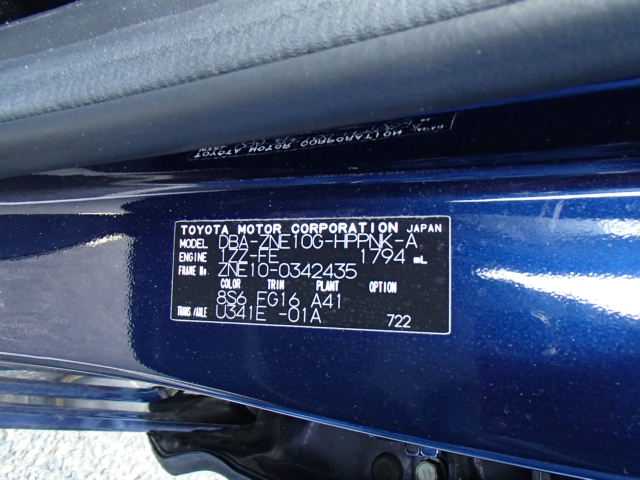 TOYOTA MOTOR CORPORATION JAPAN
MODEL DBA-ZNE10G-HPPNK-A
ENGINE 1ZZ-FE 1794 mL
FRAME No. ZNE10-0342435
COLOR TRIM PLANT OPTION
8S6 FG16 A41
TRANS/AXLE U341E -01A
722